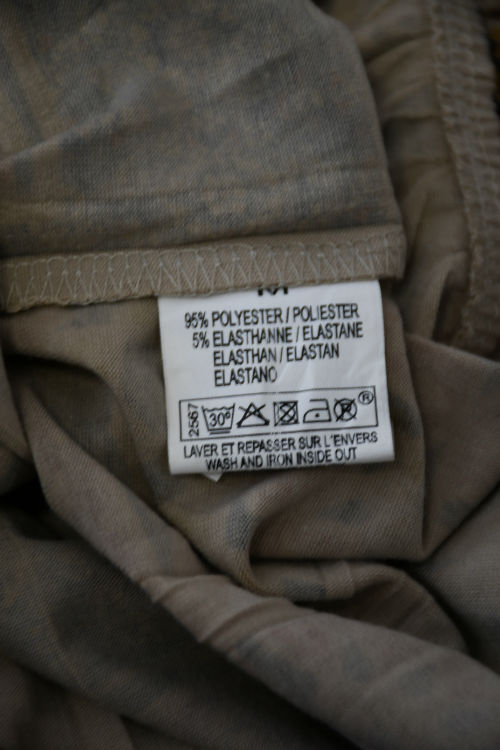 M
95% POLYESTER / POLIESTER
5% ELASTHANNE / ELASTANE
ELASTHAN / ELASTAN
ELASTANO
2567 30° ®
LAVER ET REPASSER SUR L'ENVERS
WASH AND IRON INSIDE OUT